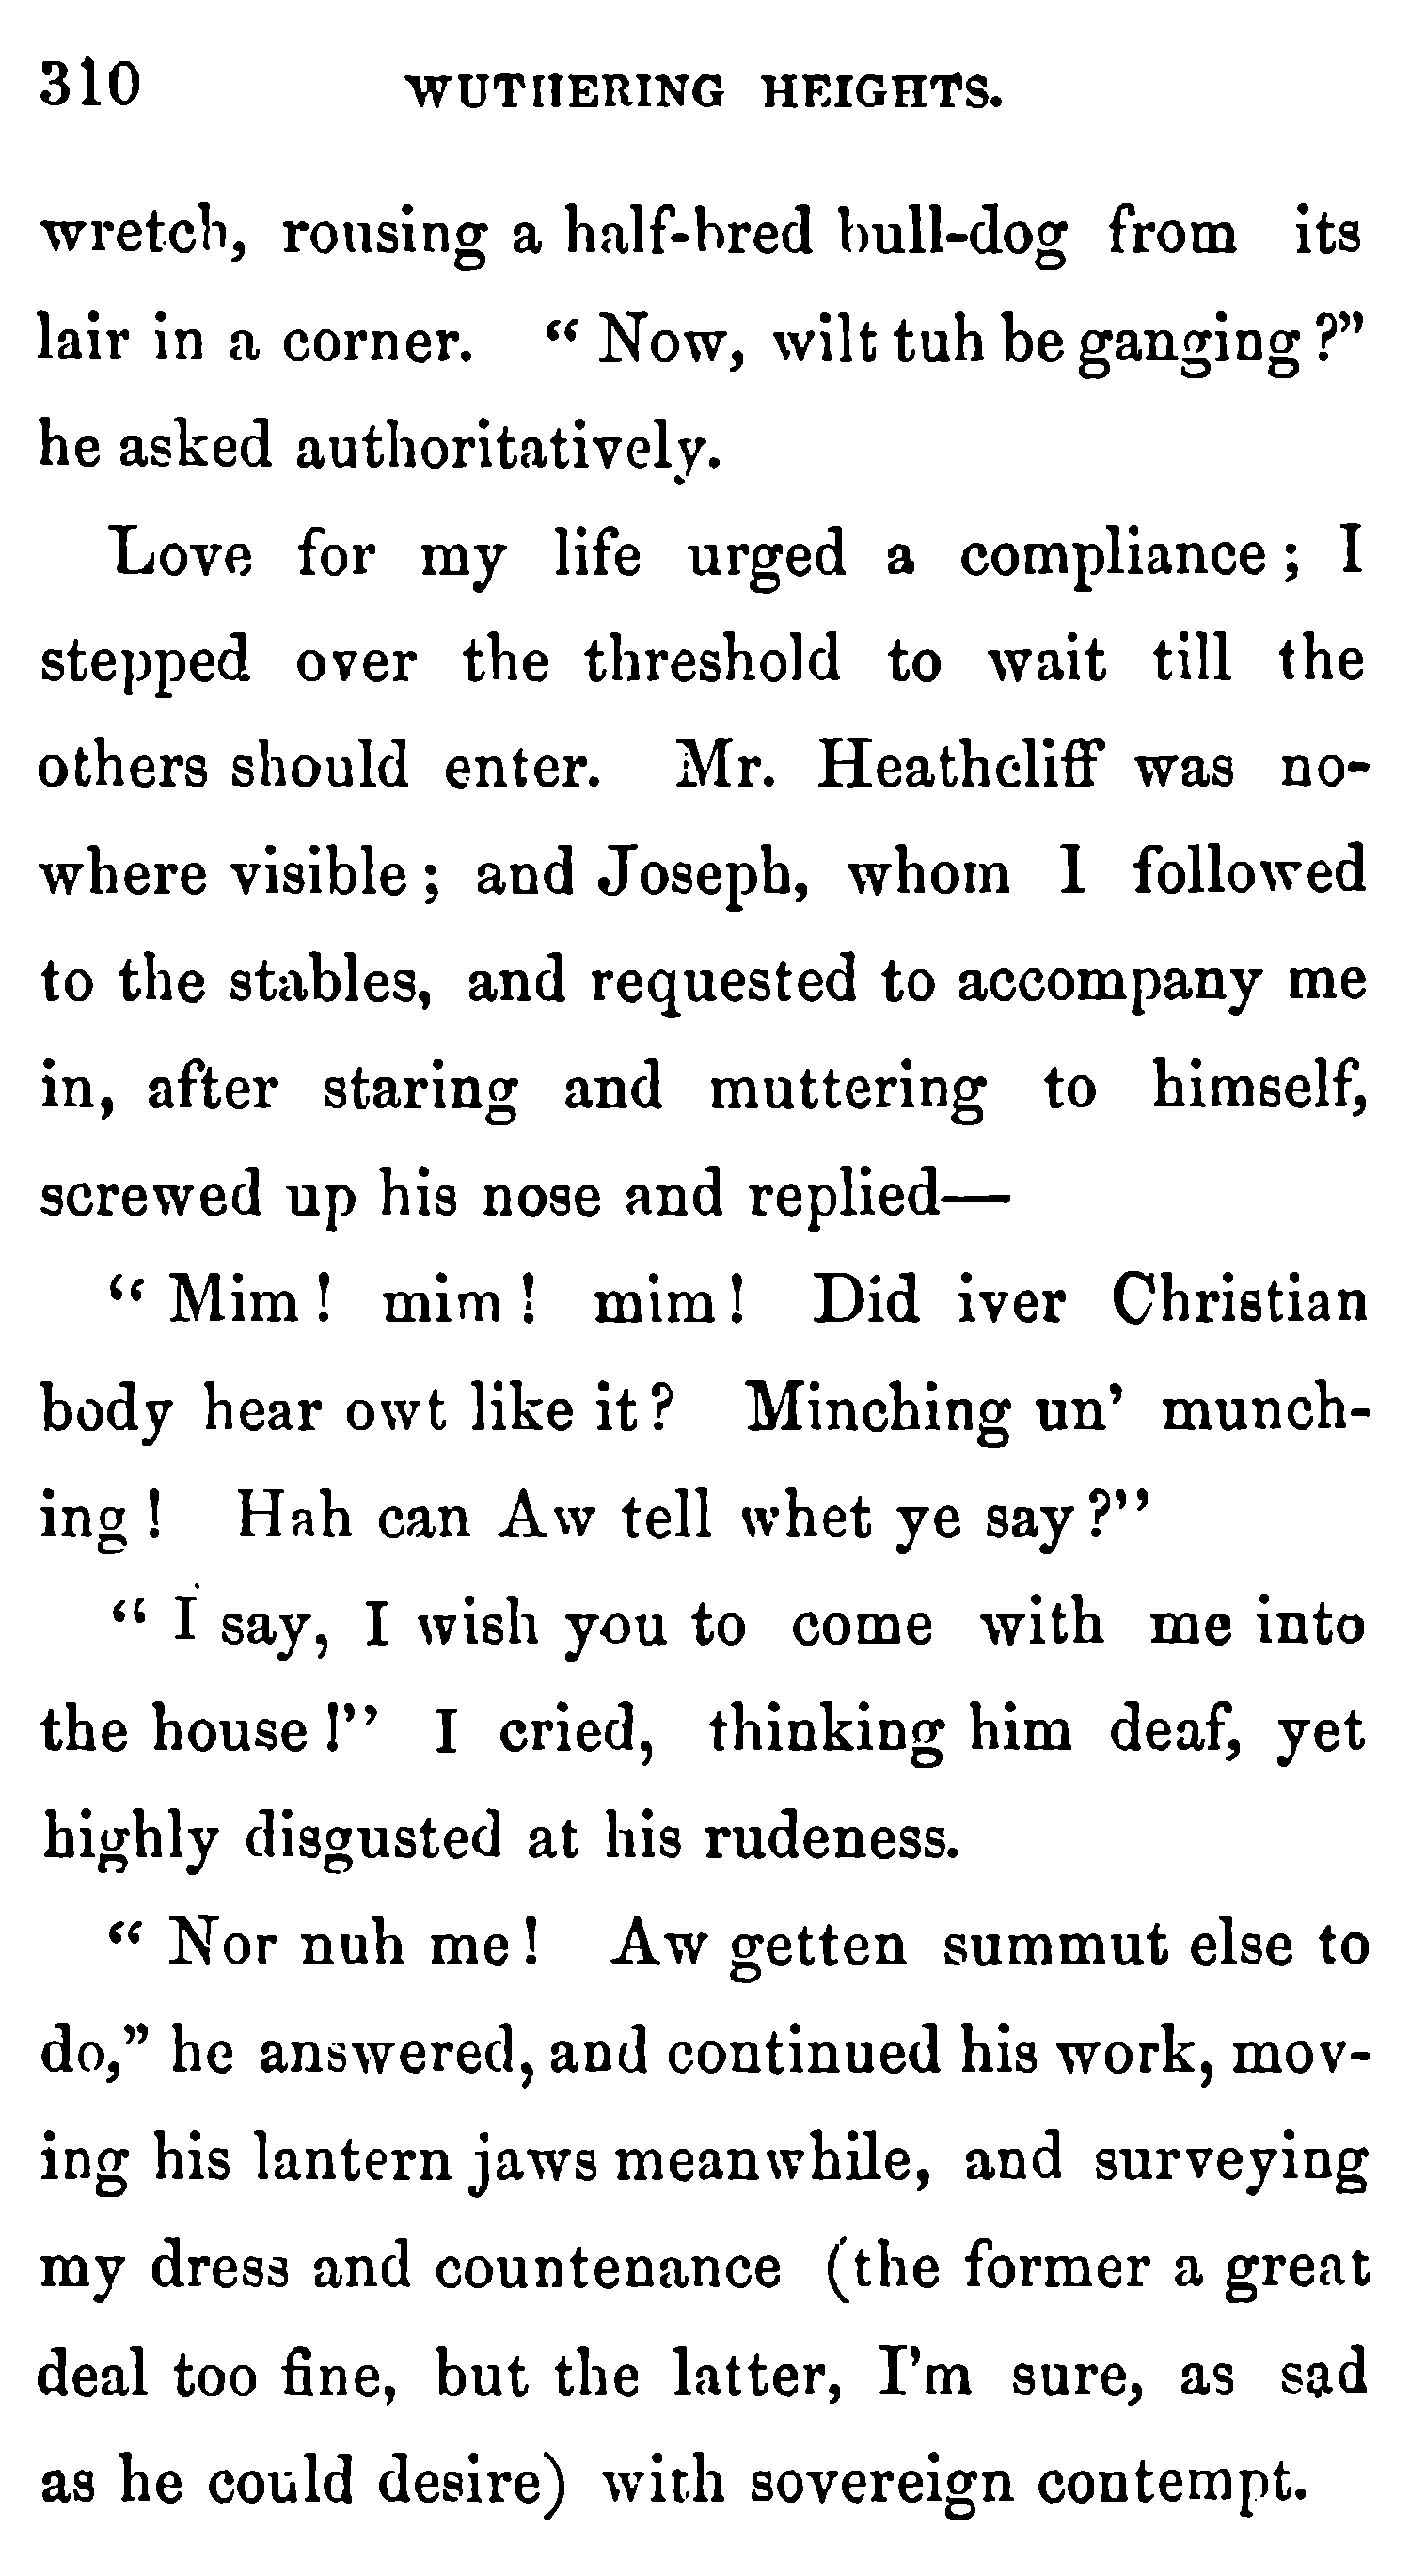 310 WUTHERING HEIGHTS.
wretch, rousing a half-bred bull-dog from its
lair in a corner. “ Now, wilt tuh be ganging ?”
he asked authoritatively.
Love for my life urged a compliance ; I
stepped over the threshold to wait till the
others should enter. Mr. Heathcliff was no-
where visible ; and Joseph, whom I followed
to the stables, and requested to accompany me
in, after staring and muttering to himself,
screwed up his nose and replied—
“ Mim ! mim ! mim ! Did iver Christian
body hear owt like it ? Minching un’ munch-
ing ! Hah can Aw tell whet ye say ?”
“ I say, I wish you to come with me into
the house !” I cried, thinking him deaf, yet
highly disgusted at his rudeness.
“ Nor nuh me ! Aw getten summut else to
do,” he answered, and continued his work, mov-
ing his lantern jaws meanwhile, and surveying
my dress and countenance (the former a great
deal too fine, but the latter, I’m sure, as sad
as he could desire) with sovereign contempt.